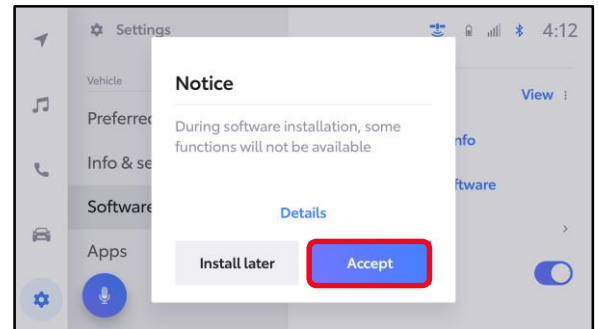 Settings
4:12
Vehicle
View
Preferred
Info & se
Software
Apps
nfo
ftware
Notice
During software installation, some
functions will not be available
Details
Install later
Accept